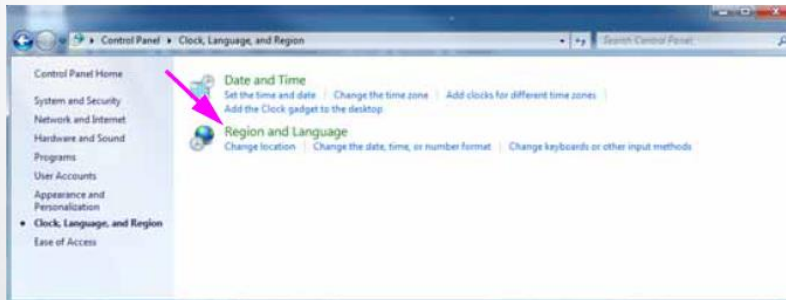 Control Panel ▸ Clock, Language, and Region
Search Control Panel
Control Panel Home
System and Security
Network and Internet
Hardware and Sound
Programs
User Accounts
Appearance and
Personalization
Clock, Language, and Region
Ease of Access
Date and Time
Set the time and date | Change the time zone | Add clocks for different time zones
Add the Clock gadget to the desktop
Region and Language
Change location | Change the date, time, or number format | Change keyboards or other input methods